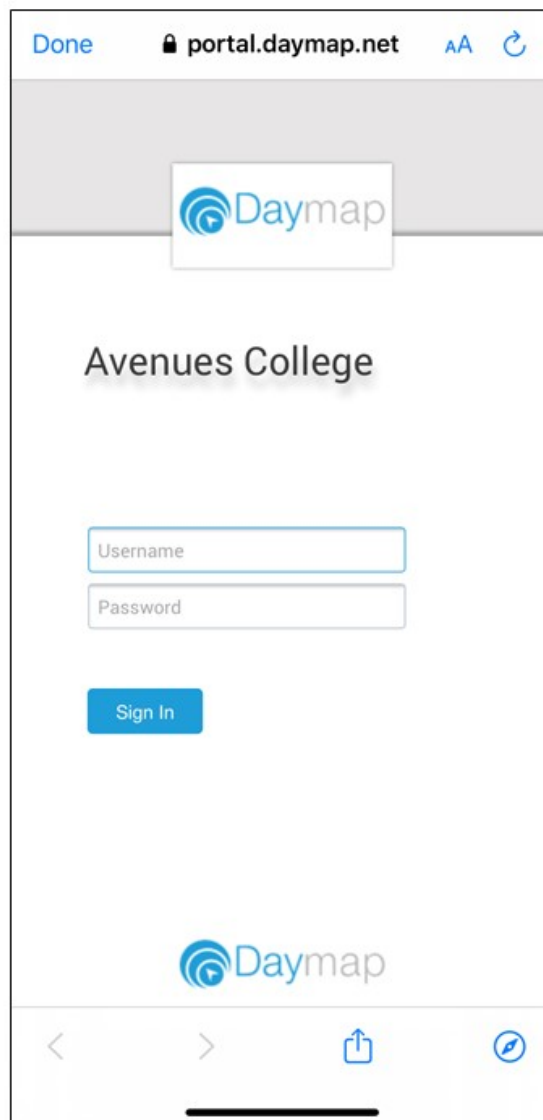 Done portal.daymap.net AA
Daymap
Avenues College
Username
Password
Sign In
Daymap